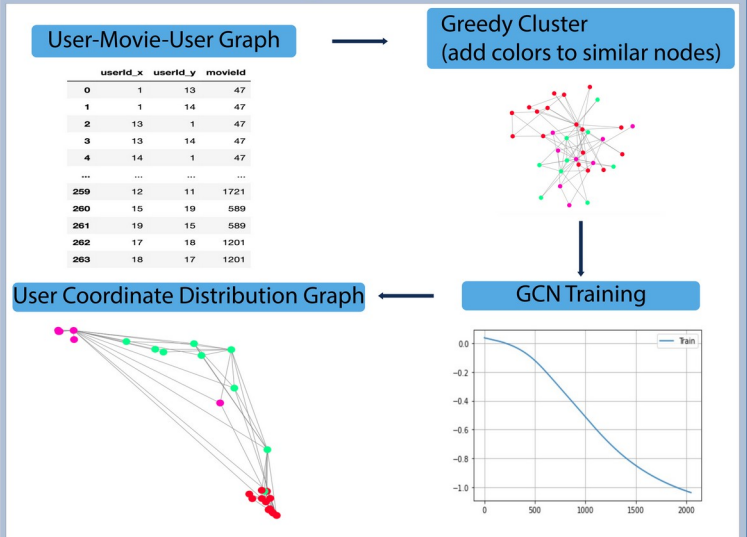 User-Movie-User Graph
Greedy Cluster
(add colors to similar nodes)
userId_x userId_y movieId
0 1 13 47
1 1 14 47
2 13 1 47
3 13 14 47
4 14 1 47
... ... ... ...
259 12 11 1721
260 15 19 589
261 19 15 589
262 17 18 1201
263 18 17 1201
User Coordinate Distribution Graph
GCN Training
Train
0.0
−0.2
−0.4
−0.6
−0.8
−1.0
0 500 1000 1500 2000